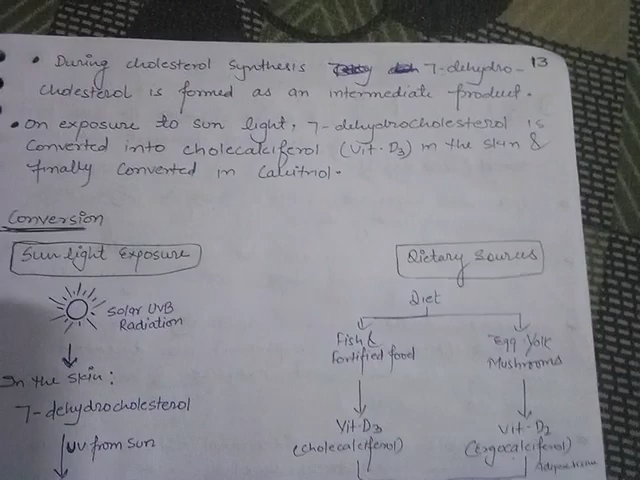 13
• During cholesterol synthesis 7-dehydro-
cholesterol is formed as an intermediate product.
• On exposure to sun light, 7-dehydrocholesterol is
converted into cholecalciferol (Vit.D3) in the skin &
finally converted in Calcitriol.
Conversion
Sunlight Exposure
Solar UVB
Radiation
In the skin:
7-dehydrocholesterol
UV from Sun
Dietary Sources
Diet
Fish &
Fortified food
Vit-D3
(cholecalciferol)
Egg Yolk
Mushrooms
Vit-D2
(Ergocalciferol)